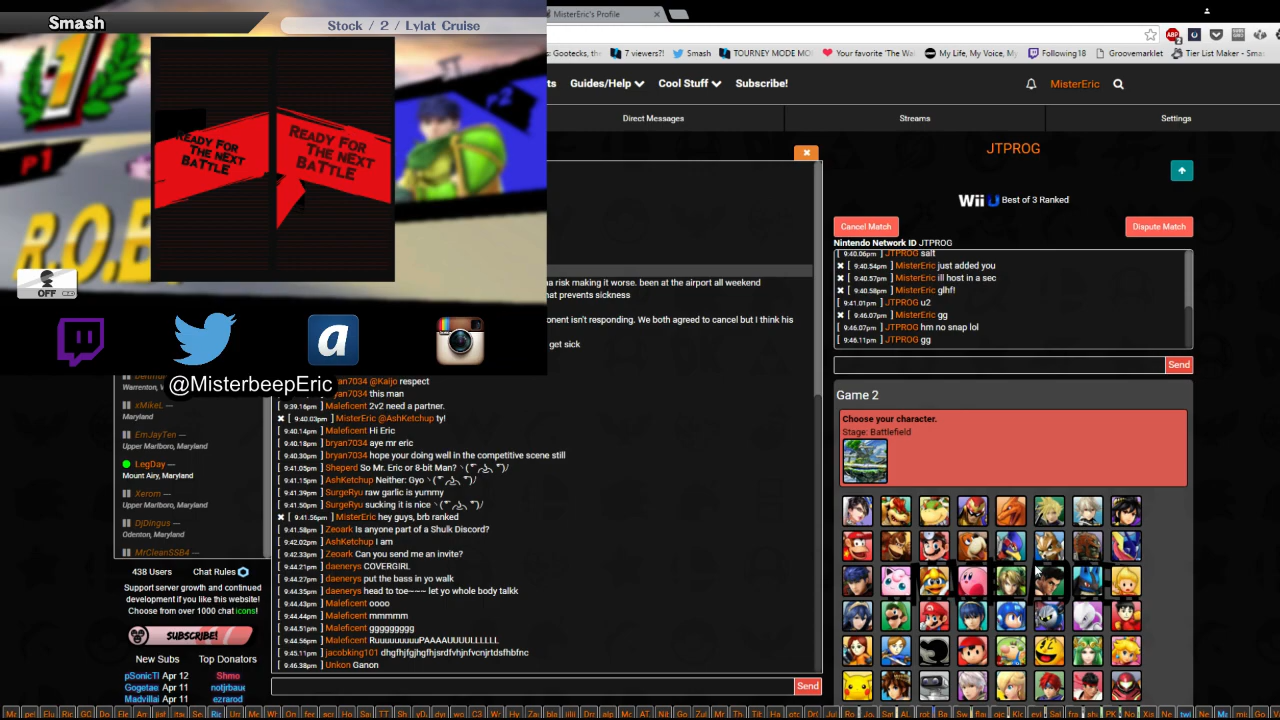 Smash
Stock / 2 / Lylat Cruise
READY FOR
THE NEXT
BATTLE
READY FOR
THE NEXT
BATTLE
P1
P2
R.O.B.
OFF
@MisterbeepEric
MisterEric's Profile
7 viewers?!
Smash
TOURNEY MODE MO
Your favorite 'The Wa
My Life, My Voice, My
Following18
Groovemarklet
Tier List Maker - Sma
Guides/Help
Cool Stuff
Subscribe!
MisterEric
Direct Messages
Streams
Settings
JTPROG
Wii U Best of 3 Ranked
Cancel Match
Dispute Match
Nintendo Network ID JTPROG
[ 9:40.06pm ] JTPROG salt
[ 9:40.54pm ] MisterEric just added you
[ 9:40.57pm ] MisterEric ill host in a sec
[ 9:40.58pm ] MisterEric glhf!
[ 9:41.01pm ] JTPROG u2
[ 9:46.07pm ] MisterEric gg
[ 9:46.07pm ] JTPROG hm no snap lol
[ 9:46.11pm ] JTPROG gg
Send
Game 2
Choose your character.
Stage: Battlefield
a risk making it worse. been at the airport all weekend
hat prevents sickness
onent isn't responding. We both agreed to cancel but I think his
get sick
ryan7034 @Kaijo respect
ryan7034 this man
[ 9:39.16pm ] Maleficent 2v2 need a partner.
[ 9:40.03pm ] MisterEric @AshKetchup ty!
[ 9:40.14pm ] Maleficent Hi Eric
[ 9:40.18pm ] bryan7034 aye mr eric
[ 9:40.30pm ] bryan7034 hope your doing well in the competitive scene still
[ 9:41.05pm ] Sheperd So Mr. Eric or 8-bit Man?
[ 9:41.15pm ] AshKetchup Neither: Gyo
[ 9:41.39pm ] SurgeRyu raw garlic is yummy
[ 9:41.50pm ] SurgeRyu sucking it is nice
[ 9:41.56pm ] MisterEric hey guys, brb ranked
[ 9:41.58pm ] Zeoark Is anyone part of a Shulk Discord?
[ 9:42.02pm ] AshKetchup I am
[ 9:42.33pm ] Zeoark Can you send me an invite?
[ 9:44.21pm ] daenerys COVERGIRL
[ 9:44.27pm ] daenerys put the bass in yo walk
[ 9:44.35pm ] daenerys head to toe~~~ let yo whole body talkk
[ 9:44.43pm ] Maleficent oooo
[ 9:44.44pm ] Maleficent mmmmm
[ 9:44.51pm ] Maleficent ggggggggg
[ 9:44.56pm ] Maleficent RuuuuuuuuuPAAAAUUUULLLLLL
[ 9:45.11pm ] jacobking101 dhgfhjfgjhgfhjsrdfvhjnfvcnjrtdsfhbfnc
[ 9:46.38pm ] Unkon Ganon
Send
xMikeL —
Maryland
EmJayTen —
Upper Marlboro, Maryland
LegDay —
Mount Airy, Maryland
Xerom —
Upper Marlboro, Maryland
DjDingus —
Odenton, Maryland
MrCleanSSB4 —
438 Users
Chat Rules
Support server growth and continued
development if you like this website!
Choose from over 1000 chat icons!
SUBSCRIBE!
New Subs
Top Donators
pSonicTl Apr 12
Shmo
Gogetae Apr 11
notjrbaux
Madvillai Apr 11
ezrarod